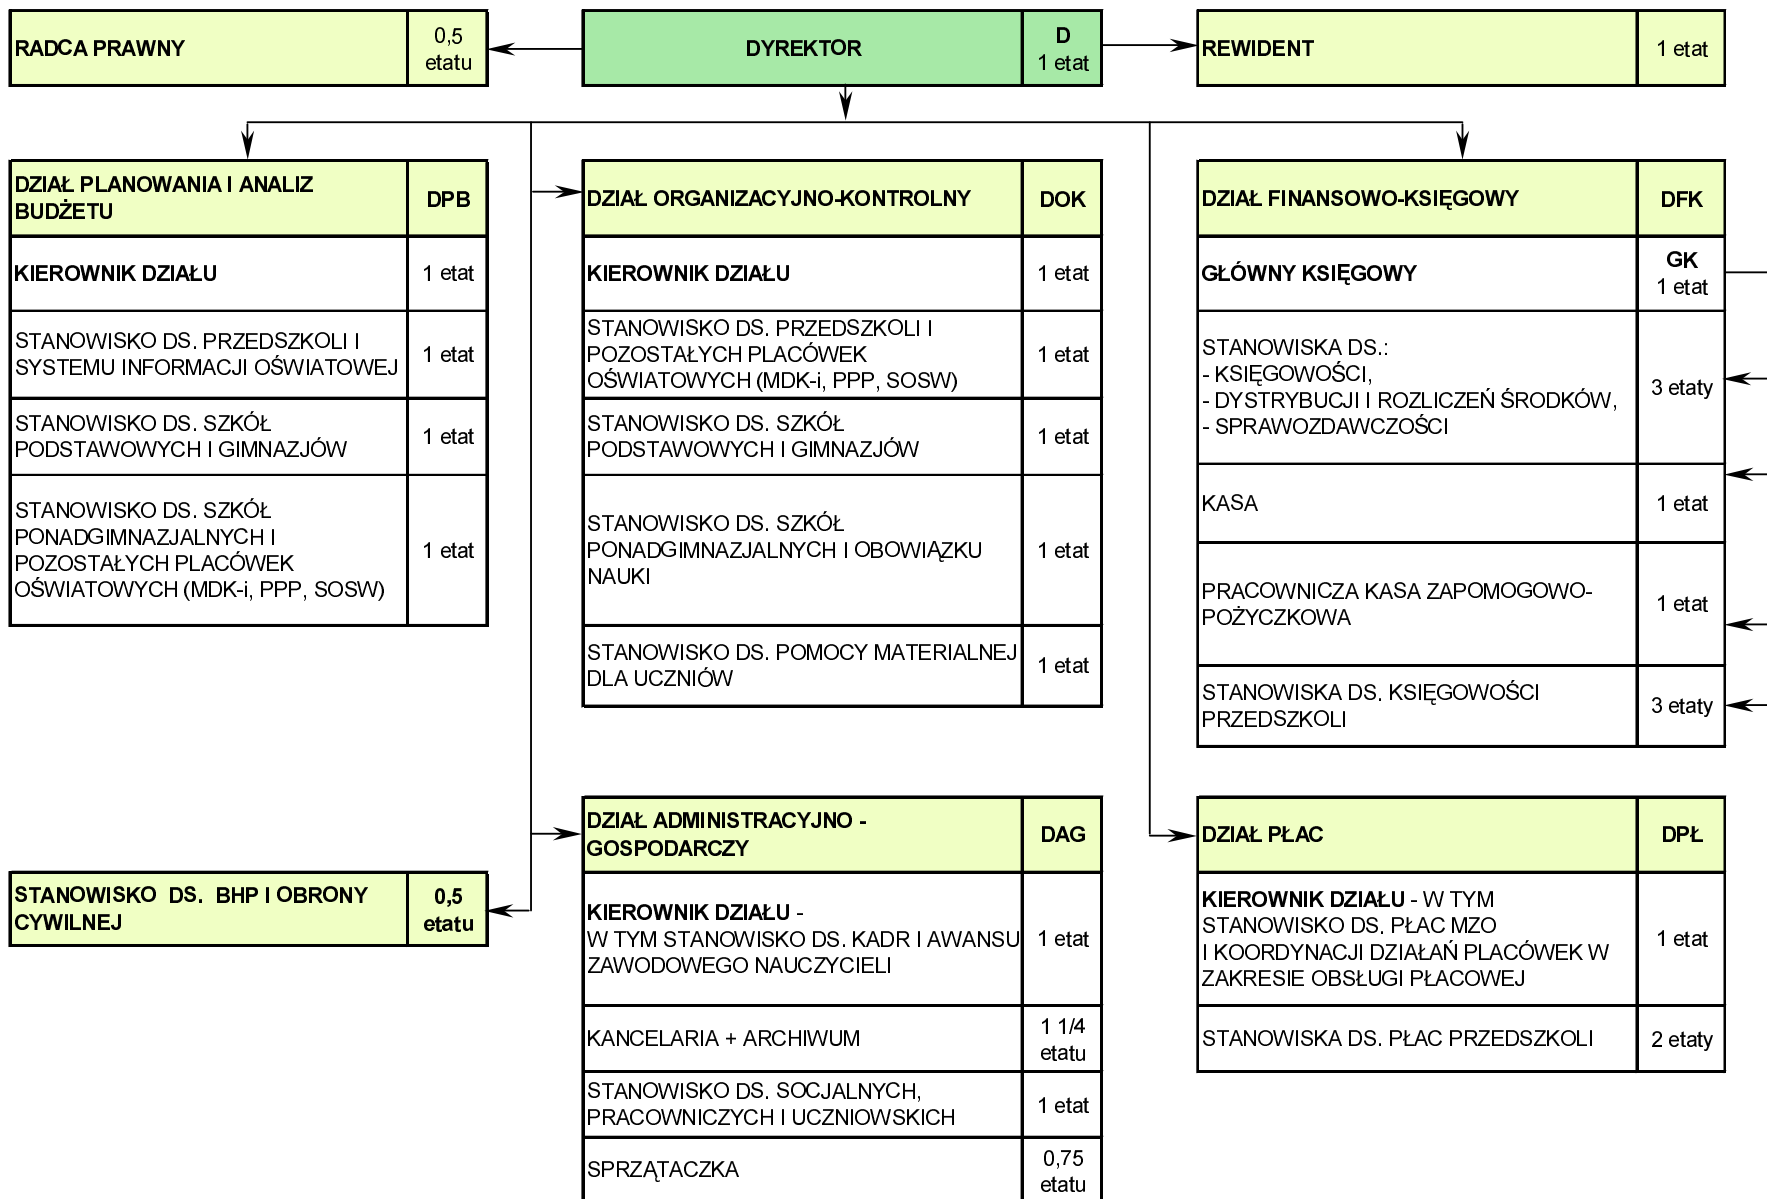 RADCA PRAWNY
0,5
etatu
DYREKTOR
D
1 etat
REWIDENT
1 etat
DZIAŁ PLANOWANIA I ANALIZ
BUDŻETU
DPB
KIEROWNIK DZIAŁU
1 etat
STANOWISKO DS. PRZEDSZKOLI I
SYSTEMU INFORMACJI OŚWIATOWEJ
1 etat
STANOWISKO DS. SZKÓŁ
PODSTAWOWYCH I GIMNAZJÓW
1 etat
STANOWISKO DS. SZKÓŁ
PONADGIMNAZJALNYCH I
POZOSTAŁYCH PLACÓWEK
OŚWIATOWYCH (MDK-i, PPP, SOSW)
1 etat
DZIAŁ ORGANIZACYJNO-KONTROLNY
DOK
KIEROWNIK DZIAŁU
1 etat
STANOWISKO DS. PRZEDSZKOLI I
POZOSTAŁYCH PLACÓWEK
OŚWIATOWYCH (MDK-i, PPP, SOSW)
1 etat
STANOWISKO DS. SZKÓŁ
PODSTAWOWYCH I GIMNAZJÓW
1 etat
STANOWISKO DS. SZKÓŁ
PONADGIMNAZJALNYCH I OBOWIĄZKU
NAUKI
1 etat
STANOWISKO DS. POMOCY MATERIALNEJ
DLA UCZNIÓW
1 etat
DZIAŁ FINANSOWO-KSIĘGOWY
DFK
GŁÓWNY KSIĘGOWY
GK
1 etat
STANOWISKA DS.:
- KSIĘGOWOŚCI,
- DYSTRYBUCJI I ROZLICZEŃ ŚRODKÓW,
- SPRAWOZDAWCZOŚCI
3 etaty
KASA
1 etat
PRACOWNICZA KASA ZAPOMOGOWO-
POŻYCZKOWA
1 etat
STANOWISKA DS. KSIĘGOWOŚCI
PRZEDSZKOLI
3 etaty
STANOWISKO DS. BHP I OBRONY
CYWILNEJ
0,5
etatu
DZIAŁ ADMINISTRACYJNO -
GOSPODARCZY
DAG
KIEROWNIK DZIAŁU -
W TYM STANOWISKO DS. KADR I AWANSU
ZAWODOWEGO NAUCZYCIELI
1 etat
KANCELARIA + ARCHIWUM
1 1/4
etatu
STANOWISKO DS. SOCJALNYCH,
PRACOWNICZYCH I UCZNIOWSKICH
1 etat
SPRZĄTACZKA
0,75
etatu
DZIAŁ PŁAC
DPŁ
KIEROWNIK DZIAŁU - W TYM
STANOWISKO DS. PŁAC MZO
I KOORDYNACJI DZIAŁAŃ PLACÓWEK W
ZAKRESIE OBSŁUGI PŁACOWEJ
1 etat
STANOWISKA DS. PŁAC PRZEDSZKOLI
2 etaty